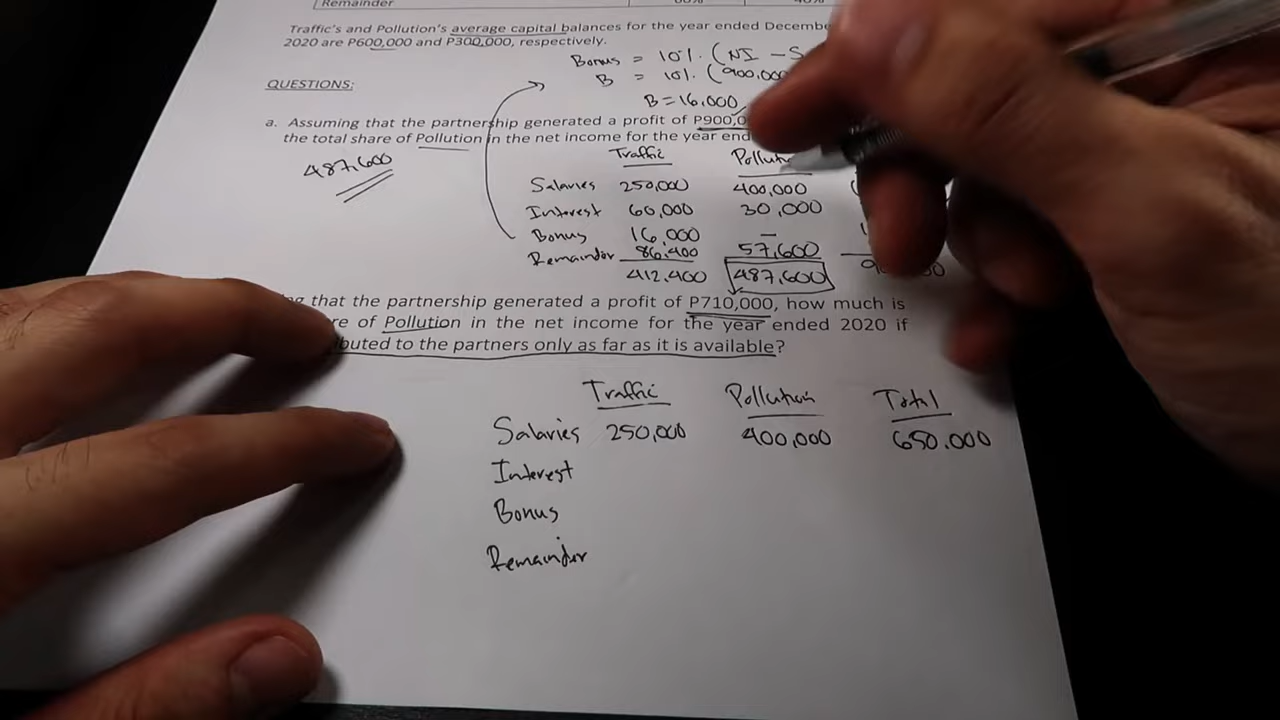 Remainder
Traffic's and Pollution's average capital balances for the year ended
2020 are P600,000 and P300,000, respectively.
Bonus = 10% (NI - S
B = 10% (900,000
B = 16,000
QUESTIONS:
a. Assuming that the partnership generated a profit of
the total share of Pollution in the net income for the year
487,600
Traffic Pollution
Salaries 250,000 400,000
Interest 60,000 30,000
Bonus 16,000 —
Remainder 86,400 57,600
412,400 487,600
that the partnership generated a profit of P710,000, how much is
of Pollution in the net income for the year ended 2020 if
to the partners only as far as it is available?
Traffic Pollution Total
Salaries 250,000 400,000 650.000
Interest
Bonus
Remainder